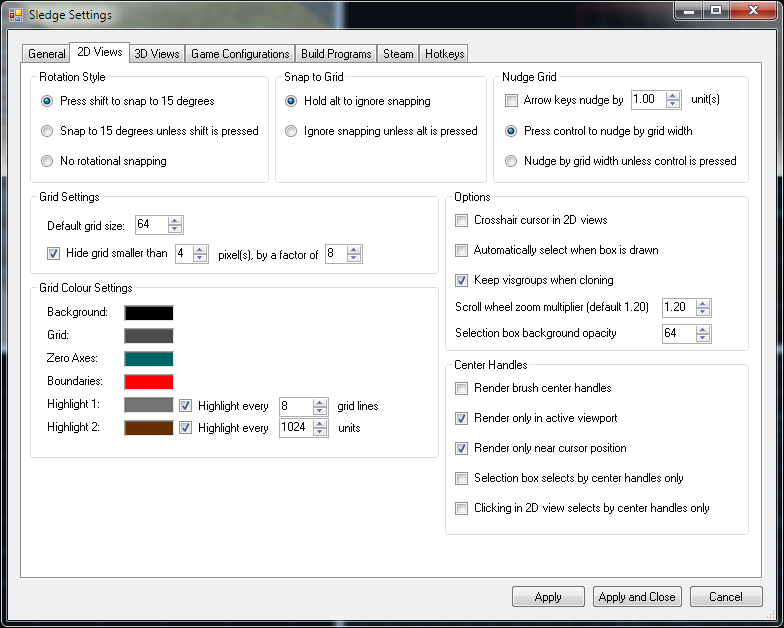 Sledge Settings
General 2D Views 3D Views Game Configurations Build Programs Steam Hotkeys
Rotation Style
Press shift to snap to 15 degrees
Snap to 15 degrees unless shift is pressed
No rotational snapping
Snap to Grid
Hold alt to ignore snapping
Ignore snapping unless alt is pressed
Nudge Grid
Arrow keys nudge by 1.00 unit(s)
Press control to nudge by grid width
Nudge by grid width unless control is pressed
Grid Settings
Default grid size: 64
Hide grid smaller than 4 pixel(s), by a factor of 8
Grid Colour Settings
Background:
Grid:
Zero Axes:
Boundaries:
Highlight 1: Highlight every 8 grid lines
Highlight 2: Highlight every 1024 units
Options
Crosshair cursor in 2D views
Automatically select when box is drawn
Keep visgroups when cloning
Scroll wheel zoom multiplier (default 1.20) 1.20
Selection box background opacity 64
Center Handles
Render brush center handles
Render only in active viewport
Render only near cursor position
Selection box selects by center handles only
Clicking in 2D view selects by center handles only
Apply Apply and Close Cancel